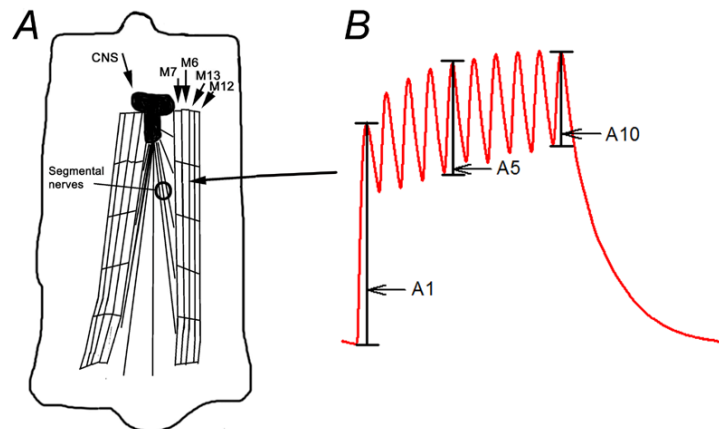 A
CNS
M7
M6
M13
M12
Segmental
nerves
B
A1
A5
A10